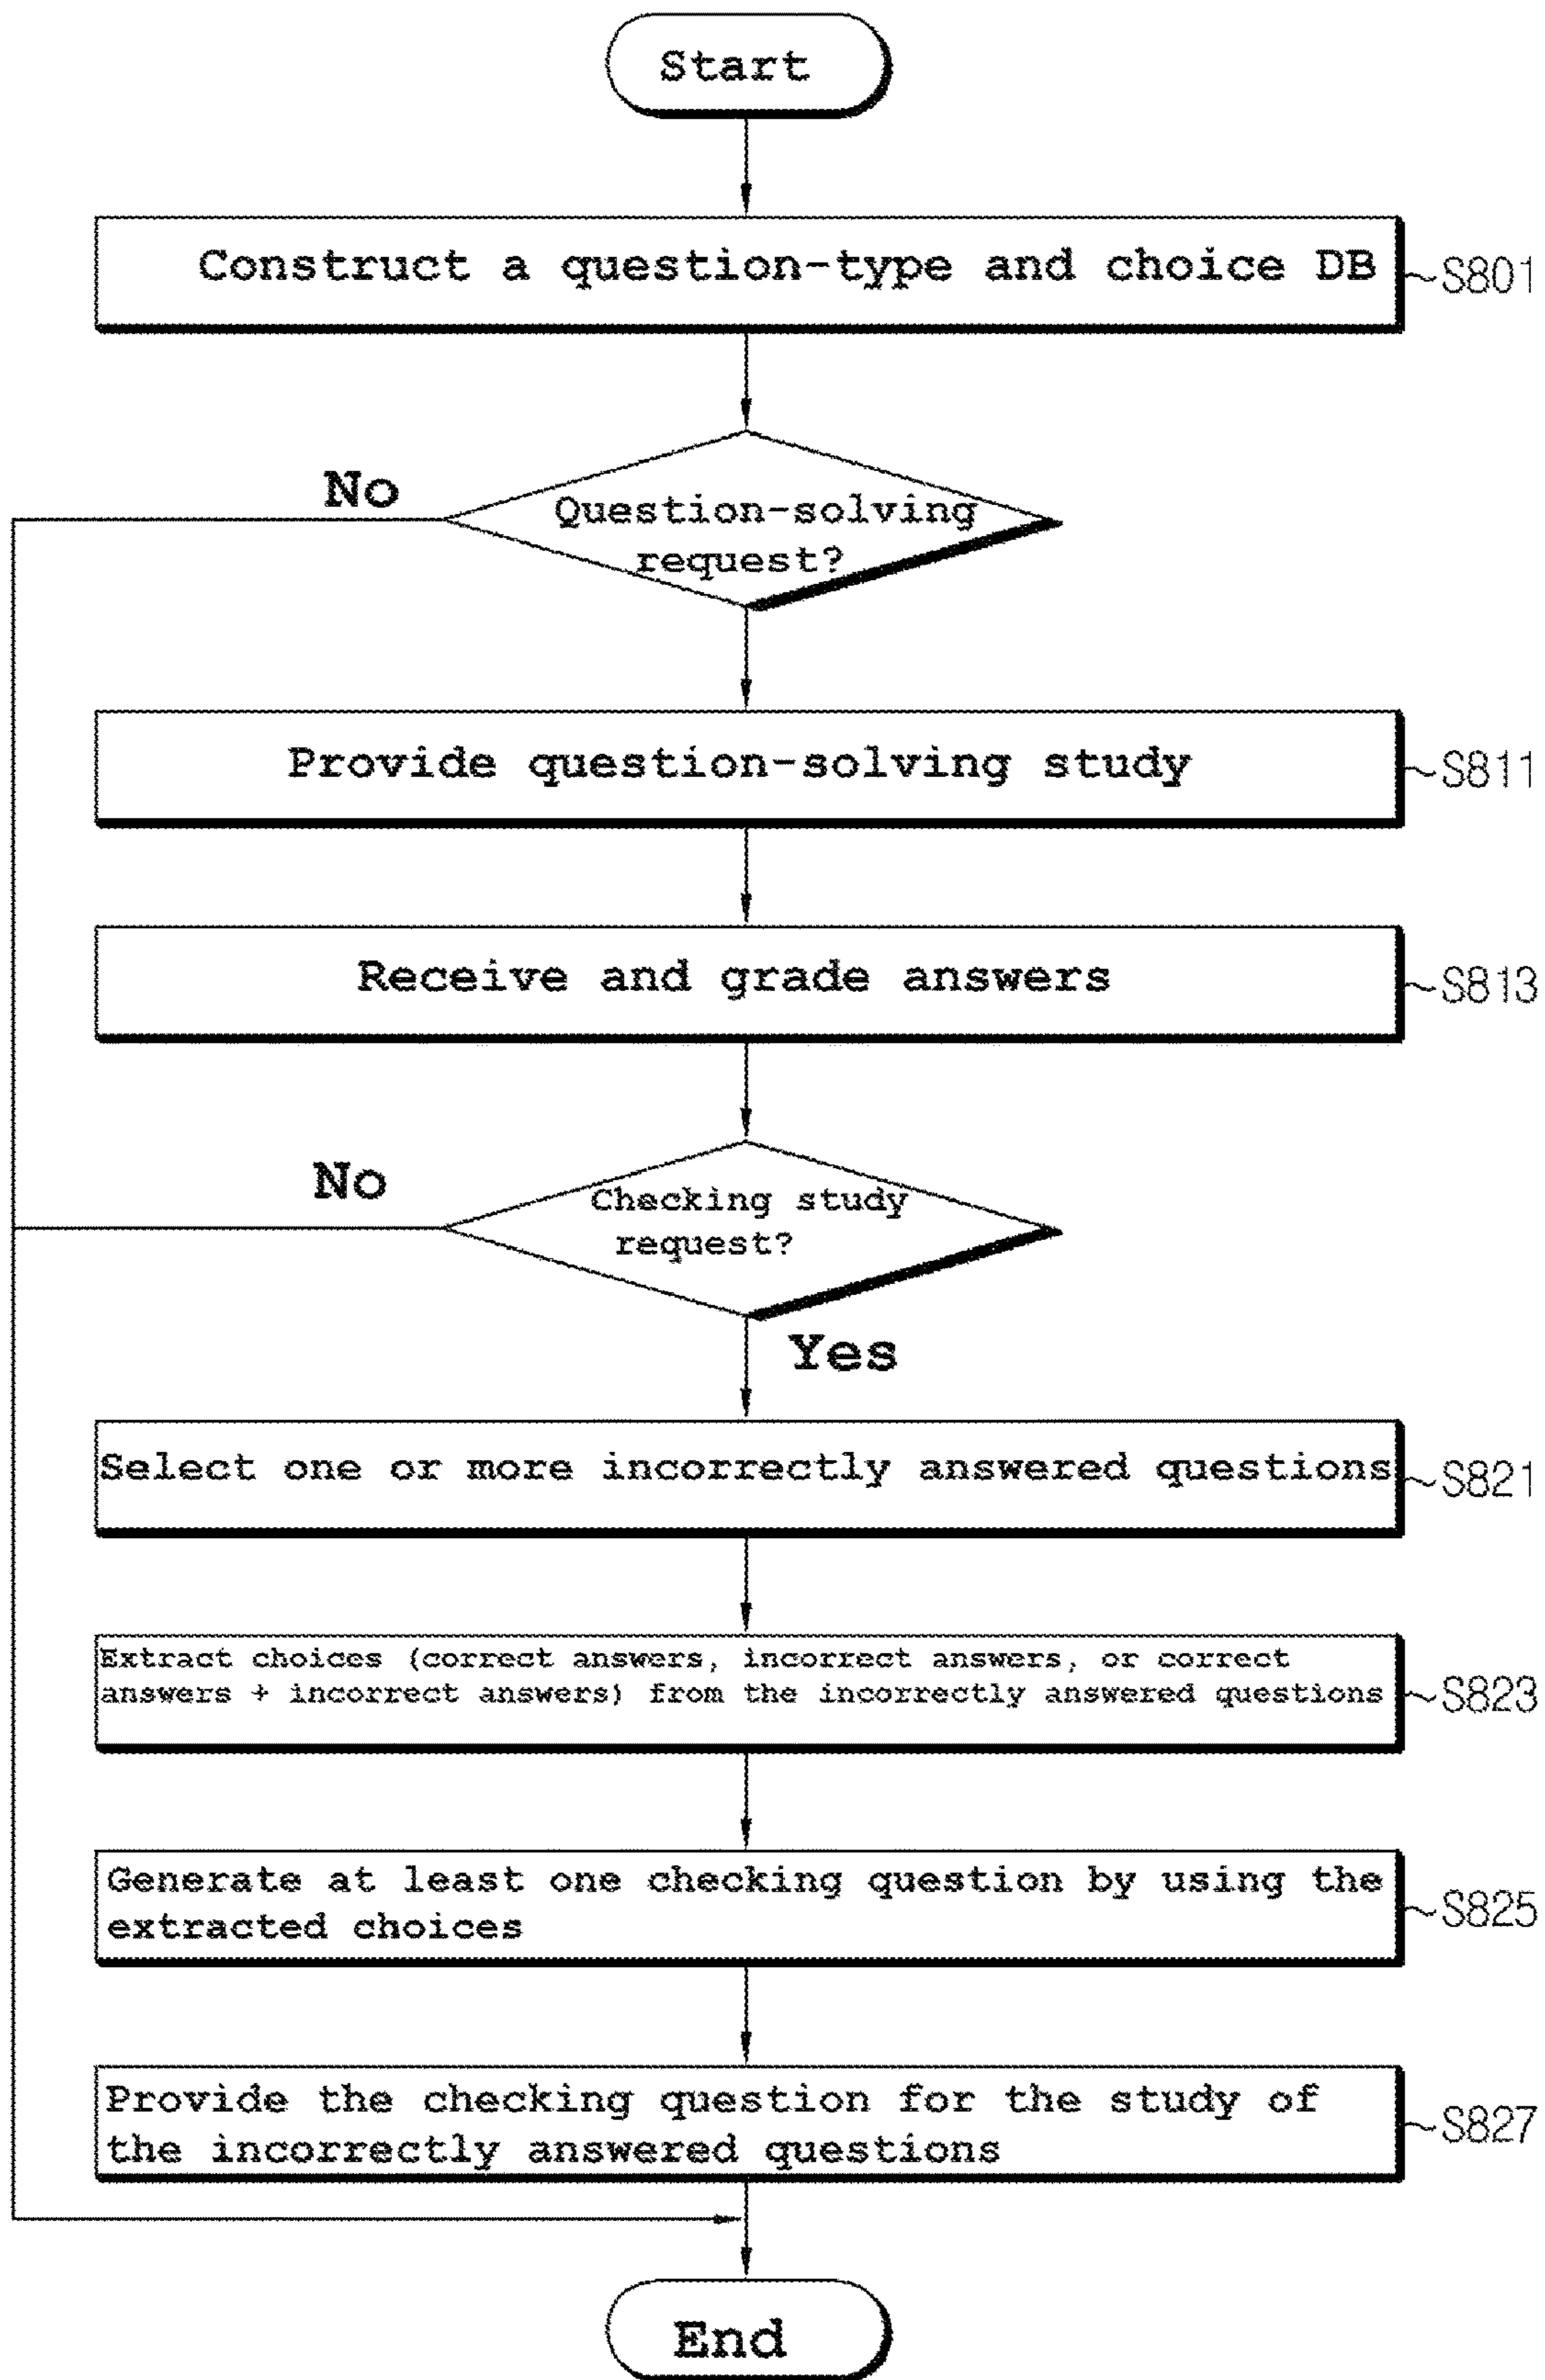 Start
Construct a question-type and choice DB
S801
No
Question-solving
request?
Provide question-solving study
S811
Receive and grade answers
S813
No
Checking study
request?
Yes
Select one or more incorrectly answered questions
S821
Extract choices (correct answers, incorrect answers, or correct
answers + incorrect answers) from the incorrectly answered questions
S823
Generate at least one checking question by using the
extracted choices
S825
Provide the checking question for the study of
the incorrectly answered questions
S827
End